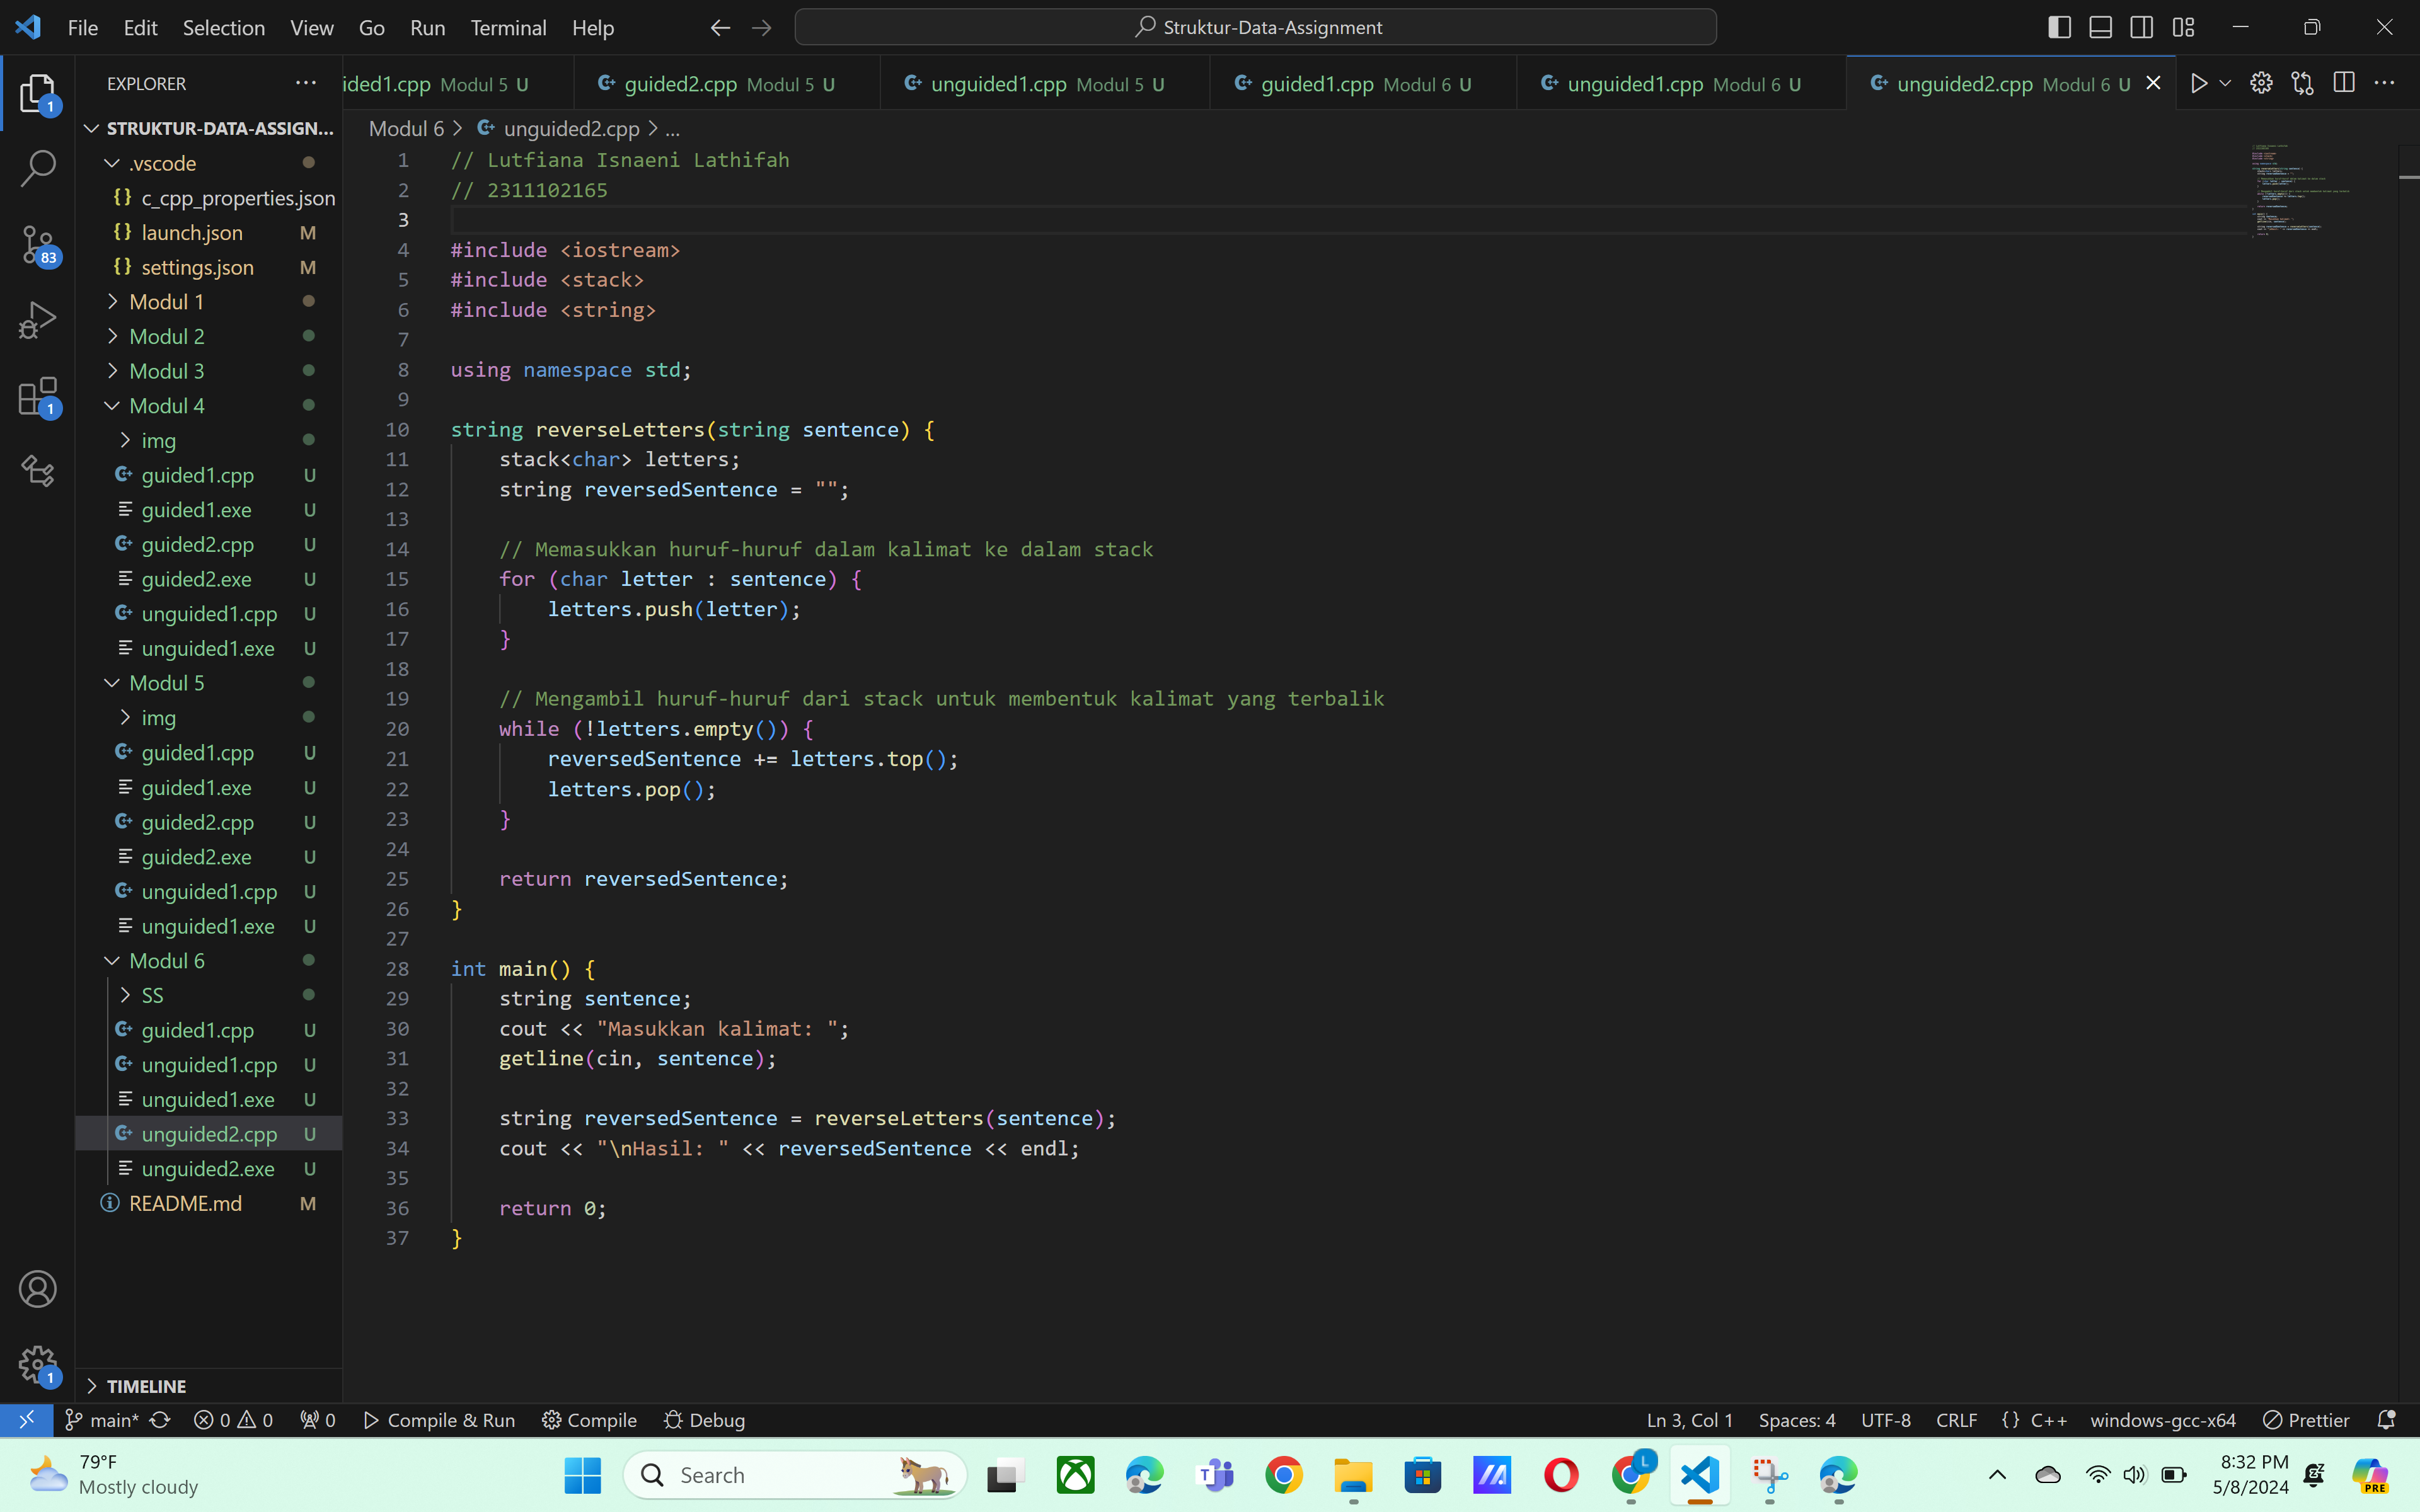 File Edit Selection View Go Run Terminal Help
Struktur-Data-Assignment
EXPLORER
ided1.cpp Modul 5 U
guided2.cpp Modul 5 U
unguided1.cpp Modul 5 U
guided1.cpp Modul 6 U
unguided1.cpp Modul 6 U
unguided2.cpp Modul 6 U
1
83
1
1
STRUKTUR-DATA-ASSIGN...
.vscode
{} c_cpp_properties.json
{} launch.json M
{} settings.json M
Modul 1
Modul 2
Modul 3
Modul 4
img
guided1.cpp U
guided1.exe U
guided2.cpp U
guided2.exe U
unguided1.cpp U
unguided1.exe U
Modul 5
img
guided1.cpp U
guided1.exe U
guided2.cpp U
guided2.exe U
unguided1.cpp U
unguided1.exe U
Modul 6
SS
guided1.cpp U
unguided1.cpp U
unguided1.exe U
unguided2.cpp U
unguided2.exe U
README.md M
TIMELINE
Modul 6 > unguided2.cpp > ...
1 // Lutfiana Isnaeni Lathifah
2 // 2311102165
3
4 #include <iostream>
5 #include <stack>
6 #include <string>
7
8 using namespace std;
9
10 string reverseLetters(string sentence) {
11     stack<char> letters;
12     string reversedSentence = "";
13
14     // Memasukkan huruf-huruf dalam kalimat ke dalam stack
15     for (char letter : sentence) {
16         letters.push(letter);
17     }
18
19     // Mengambil huruf-huruf dari stack untuk membentuk kalimat yang terbalik
20     while (!letters.empty()) {
21         reversedSentence += letters.top();
22         letters.pop();
23     }
24
25     return reversedSentence;
26 }
27
28 int main() {
29     string sentence;
30     cout << "Masukkan kalimat: ";
31     getline(cin, sentence);
32
33     string reversedSentence = reverseLetters(sentence);
34     cout << "\nHasil: " << reversedSentence << endl;
35
36     return 0;
37 }
main* 0 0 0 Compile & Run Compile Debug
Ln 3, Col 1 Spaces: 4 UTF-8 CRLF {} C++ windows-gcc-x64 Prettier
79°F
Mostly cloudy
Search
L
8:32 PM
5/8/2024
PRE